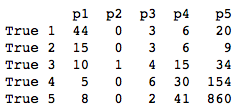 p1 p2 p3 p4 p5
True 1 44 0 3 6 20
True 2 15 0 3 6 9
True 3 10 1 4 15 34
True 4 5 0 6 30 154
True 5 8 0 2 41 860